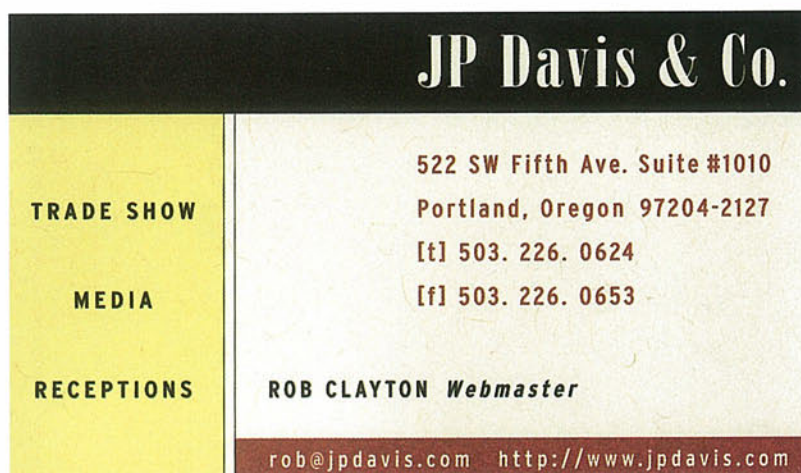 JP Davis & Co.
TRADE SHOW
MEDIA
RECEPTIONS
522 SW Fifth Ave. Suite #1010
Portland, Oregon 97204-2127
[t] 503. 226. 0624
[f] 503. 226. 0653
ROB CLAYTON Webmaster
rob@jpdavis.com http://www.jpdavis.com